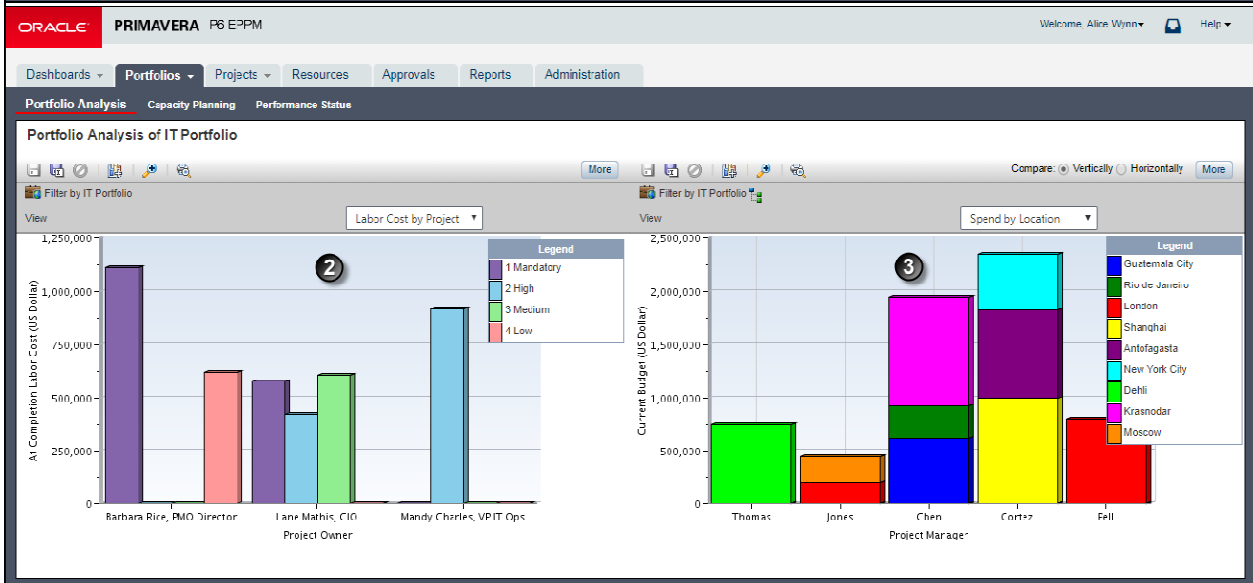 ORACLE PRIMAVERA P6 EPPM Welcome, Alice Wynn Help
Dashboards Portfolios Projects Resources Approvals Reports Administration
Portfolio Analysis Capacity Planning Performance Status
Portfolio Analysis of IT Portfolio
More Compare: Vertically Horizontally More
Filter by IT Portfolio
View Labor Cost by Project
At Completion Labor Cost (US Dollar)
1,250,000
1,000,000
750,000
500,000
250,000
0
2
Legend
1 Mandatory
2 High
3 Medium
4 Low
Barbara Rice, PMO Director Lane Mathis, CIO Mandy Charles, VP IT Ops
Project Owner
Filter by IT Portfolio
View Spend by Location
Current Budget (US Dollar)
2,500,000
2,000,000
1,500,000
1,000,000
500,000
0
3
Legend
Guatemala City
Rio de Janeiro
London
Shanghai
Antofagasta
New York City
Dehli
Krasnodar
Moscow
Thomas Jones Chen Cortez Fell
Project Manager